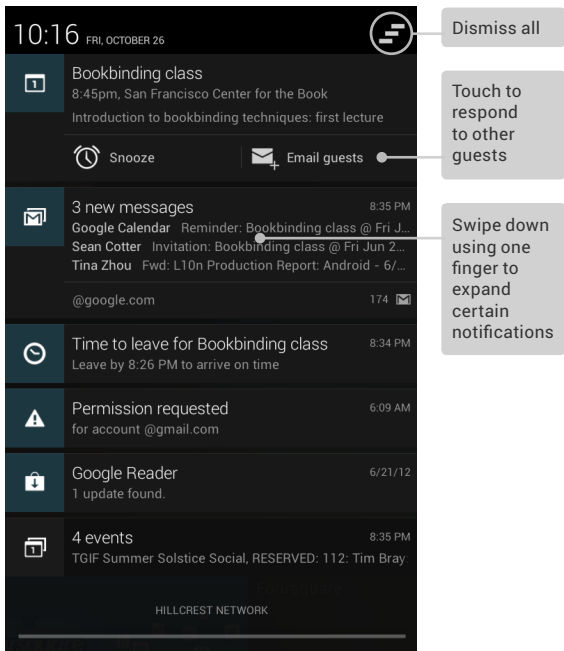 10:16 FRI, OCTOBER 26
Dismiss all
1
Bookbinding class
8:45pm, San Francisco Center for the Book
Introduction to bookbinding techniques: first lecture
Snooze
Email guests
Touch to
respond
to other
guests
3 new messages 8:35 PM
Google Calendar Reminder: Bookbinding class @ Fri J...
Sean Cotter Invitation: Bookbinding class @ Fri Jun 2...
Tina Zhou Fwd: L10n Production Report: Android - 6/...
@google.com 174
Swipe down
using one
finger to
expand
certain
notifications
Time to leave for Bookbinding class 8:34 PM
Leave by 8:26 PM to arrive on time
Permission requested 6:09 AM
for account @gmail.com
Google Reader 6/21/12
1 update found.
1
4 events 8:35 PM
TGIF Summer Solstice Social, RESERVED: 112: Tim Bray:
Foursquare
HILLCREST NETWORK